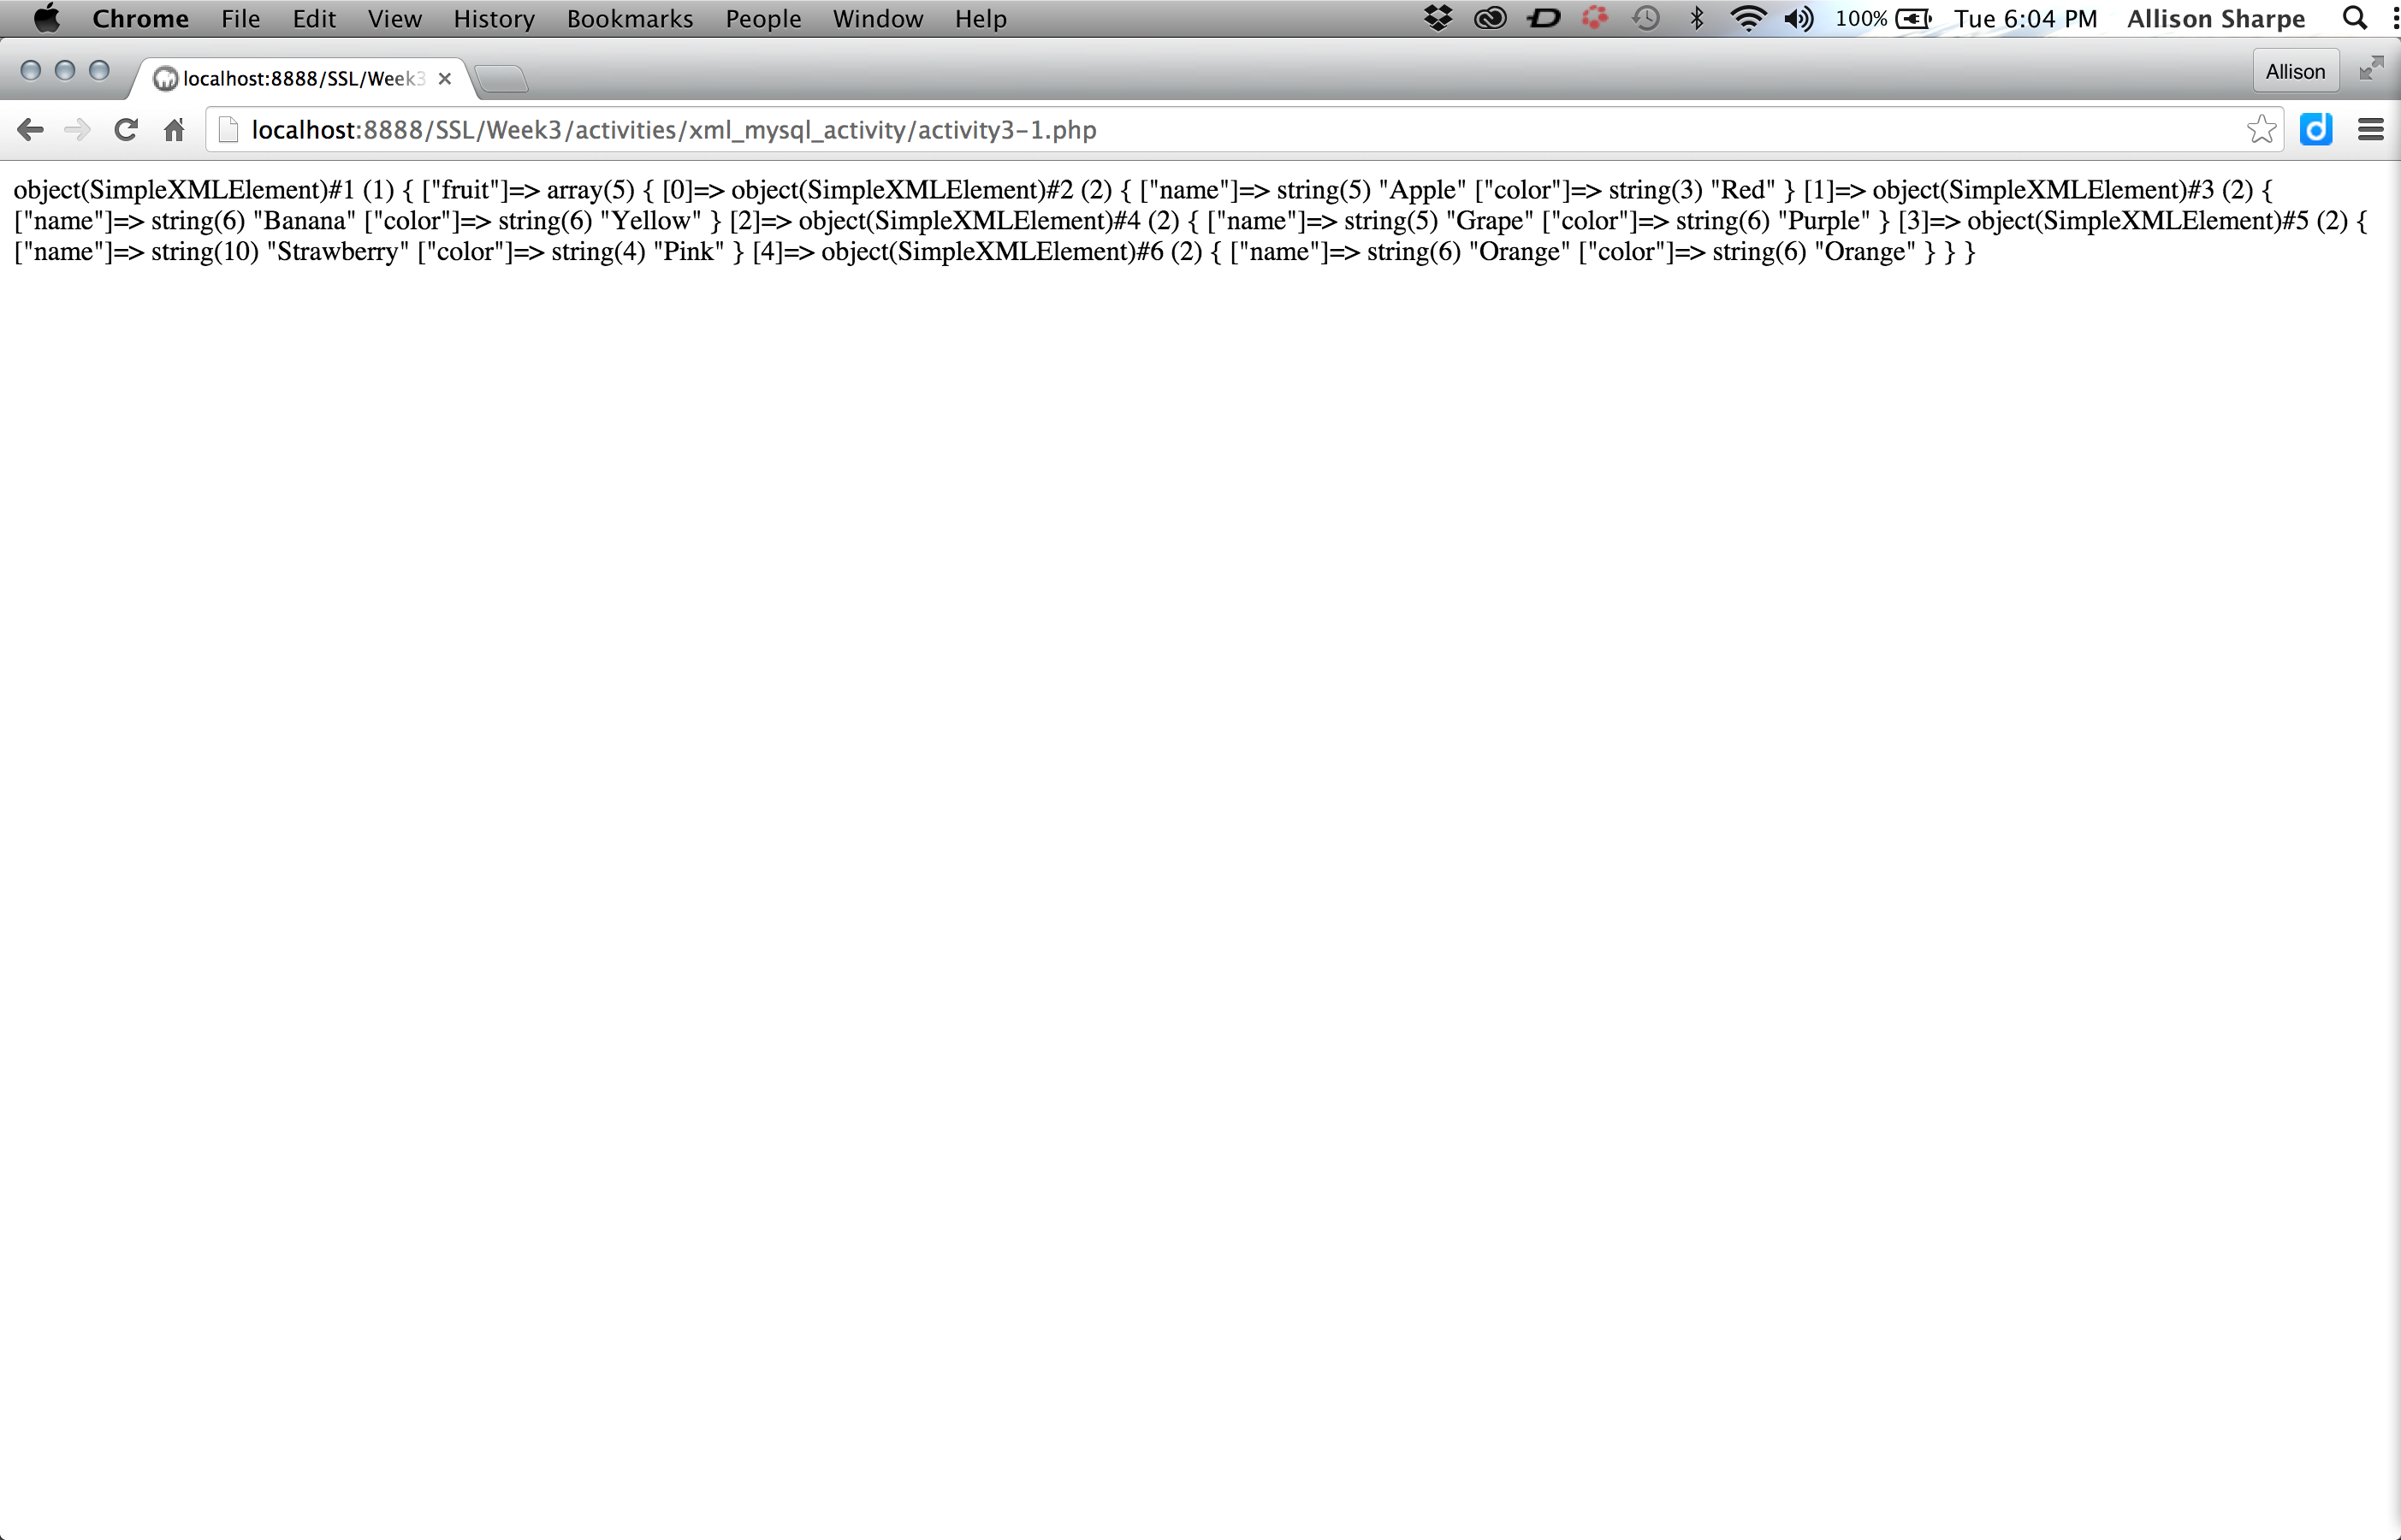 Chrome File Edit View History Bookmarks People Window Help 100% Tue 6:04 PM Allison Sharpe
localhost:8888/SSL/Week3 Allison
localhost:8888/SSL/Week3/activities/xml_mysql_activity/activity3-1.php
object(SimpleXMLElement)#1 (1) { ["fruit"]=> array(5) { [0]=> object(SimpleXMLElement)#2 (2) { ["name"]=> string(5) "Apple" ["color"]=> string(3) "Red" } [1]=> object(SimpleXMLElement)#3 (2) {
["name"]=> string(6) "Banana" ["color"]=> string(6) "Yellow" } [2]=> object(SimpleXMLElement)#4 (2) { ["name"]=> string(5) "Grape" ["color"]=> string(6) "Purple" } [3]=> object(SimpleXMLElement)#5 (2) {
["name"]=> string(10) "Strawberry" ["color"]=> string(4) "Pink" } [4]=> object(SimpleXMLElement)#6 (2) { ["name"]=> string(6) "Orange" ["color"]=> string(6) "Orange" } } }